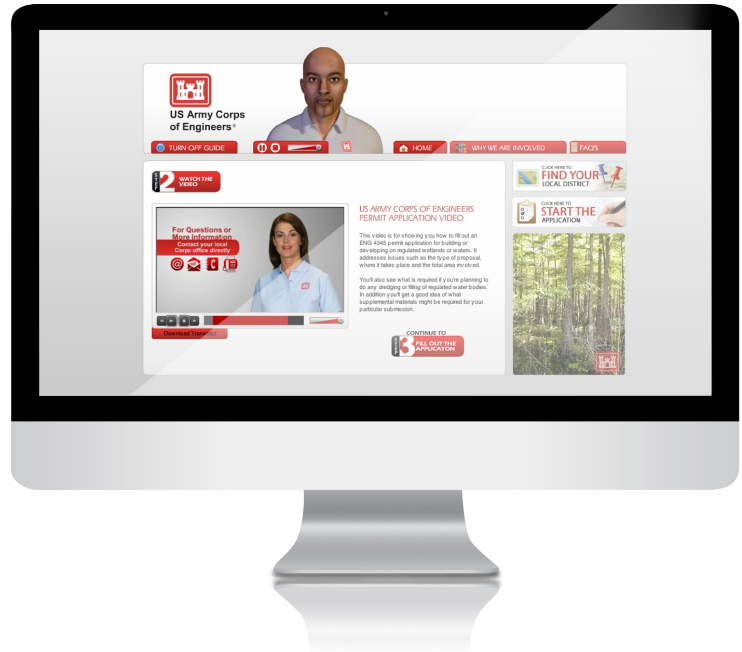 US Army Corps
of Engineers®
TURN OFF GUIDE
HOME
WHY WE ARE INVOLVED
FAQ'S
STEP
2
WATCH THE
VIDEO
For Questions or
More Information
Contact your local
Corps office directly
Download Transcript
US ARMY CORPS OF ENGINEERS
PERMIT APPLICATION VIDEO
This video is for showing you how to fill out an
ENG 4345 permit application for building or
developing on regulated wetlands or waters. It
addresses issues such as the type of proposal,
where it takes place and the total area involved.
You'll also see what is required if you're planning to
do any dredging or filling of regulated water bodies.
In addition you'll get a good idea of what
supplemental materials might be required for your
particular submission.
CONTINUE TO
3
FILL OUT THE
APPLICATON
CLICK HERE TO
FIND YOUR
LOCAL DISTRICT
CLICK HERE TO
START THE
APPLICATION